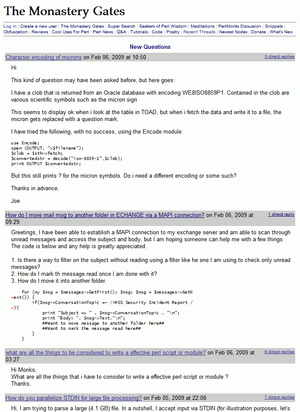 The Monastery Gates
Log in :: Create a new user :: The Monastery Gates :: Super Search :: Seekers of Perl Wisdom :: Meditations :: PerlMonks Discussion :: Snippets ::
Obfuscation :: Reviews :: Cool Uses For Perl :: Perl News :: Q&A :: Tutorials :: Code :: Poetry :: Recent Threads :: Newest Nodes :: Donate :: What's New
New Questions
Character encoding of microns on Feb 06, 2009 at 10:50
3 direct replies
Hi
This kind of question may have been asked before, but here goes:
I have a clob that is returned from an Oracle database with encoding WE8ISO8859P1. Contained in the clob are
various scientific symbols such as the micron sign
This seems to display ok when i look at the table in TOAD, but when i fetch the data and write it to a file, the
micron gets replaced with a question mark.
I have tried the following, with no success, using the Encode module.
use Encode;
open (OUTPUT, ">$filename");
$clob = $sth->fetch;
$convertedstr = decode("iso-8859-1",$clob);
print OUTPUT $convertedstr;
But this still prints ? for the micron symbols. Do i need a different encoding or some such?
Thanks in advance.
Joe
How do I move mail msg to another folder in ECHANGE via a MAPI connection? on Feb 06, 2009 at
09:29
1 direct reply
Greetings, I have been able to establish a MAPI connection to my exchange server and am able to scan through
unread messages and access the subject and body, but I am hoping someone can help me with a few things
The code is below and any help is greatly appreciated.
1. Is there a way to filter on the subject without reading using a filter like he one I am using to check only unread
messages?
2. How do I mark th message read once I am done with it?
3. How do I move it into another folder.
for (my $msg = $messages->GetFirst(); $msg; $msg = $messages->GetN
+ext()) {
if($msg->ConversationTopic =~ /HKSS Security Incident Report /
+){
print "Subject => " . $msg->ConversationTopic . "\n";
print "Body: ", $msg->Text."\n";
##Want to move message to another folder here##
##Want to mark the message read here##
}
}
what are all the things to be considered to write a effective perl script or module? on Feb 06, 2009 at
03:27
6 direct replies
Hi Monks,
What are all the things that i have to consider to write a effective perl script or module ?
Thanks.
How do you parallelize STDIN for large file processing? on Feb 05, 2009 at 22:08
7 direct replies
Hi, I am trying to parse a large (4.1 GB) file. In a nutshell, I accept input via STDIN (for illustration purposes, let's